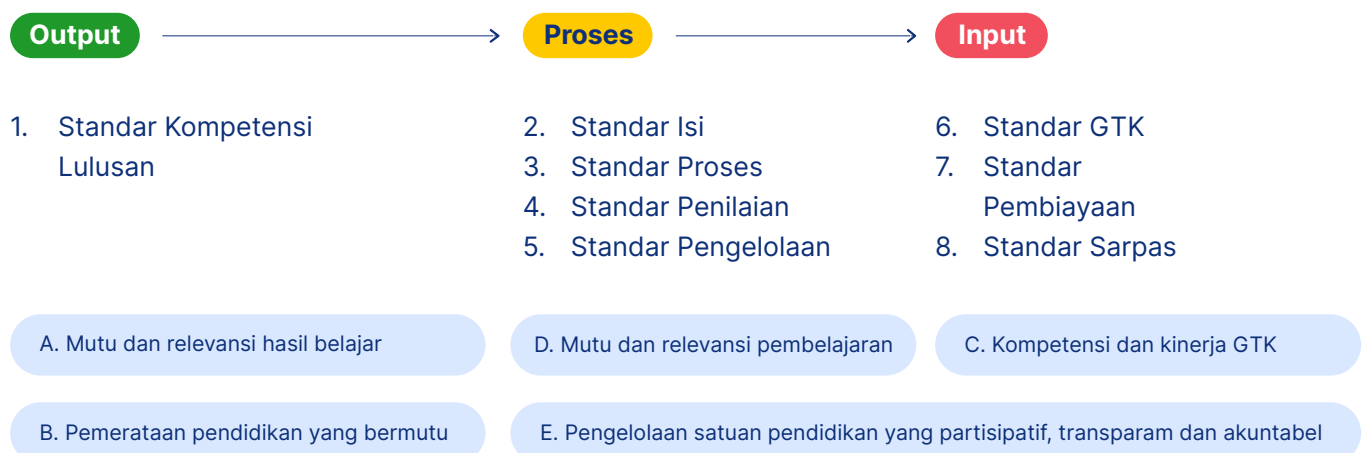 Output
Proses
Input
1. Standar Kompetensi
Lulusan
2. Standar Isi
3. Standar Proses
4. Standar Penilaian
5. Standar Pengelolaan
6. Standar GTK
7. Standar
Pembiayaan
8. Standar Sarpas
A. Mutu dan relevansi hasil belajar
D. Mutu dan relevansi pembelajaran
C. Kompetensi dan kinerja GTK
B. Pemerataan pendidikan yang bermutu
E. Pengelolaan satuan pendidikan yang partisipatif, transparam dan akuntabel